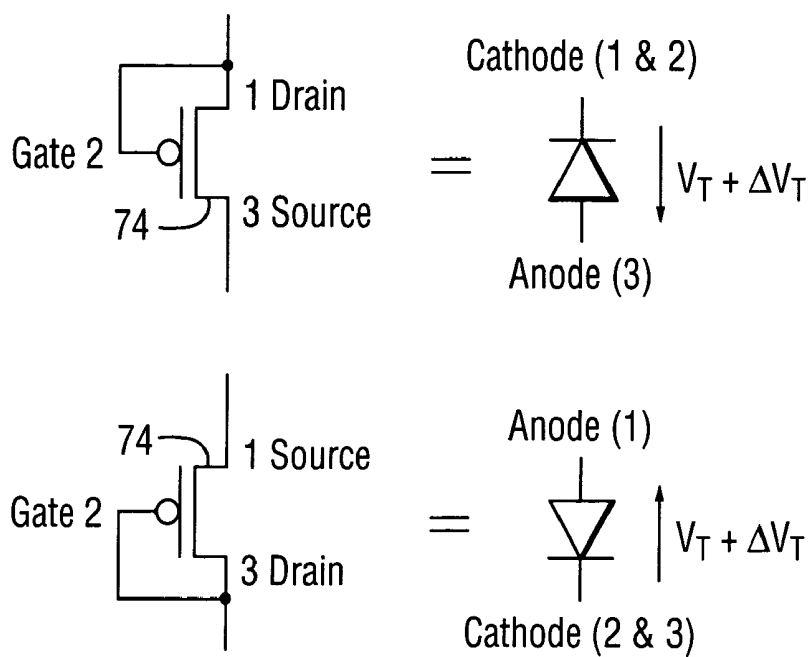 Cathode (1 & 2)
1 Drain
Gate 2
=
V_T + ΔV_T
74
3 Source
Anode (3)
Anode (1)
74
1 Source
Gate 2
=
V_T + ΔV_T
3 Drain
Cathode (2 & 3)